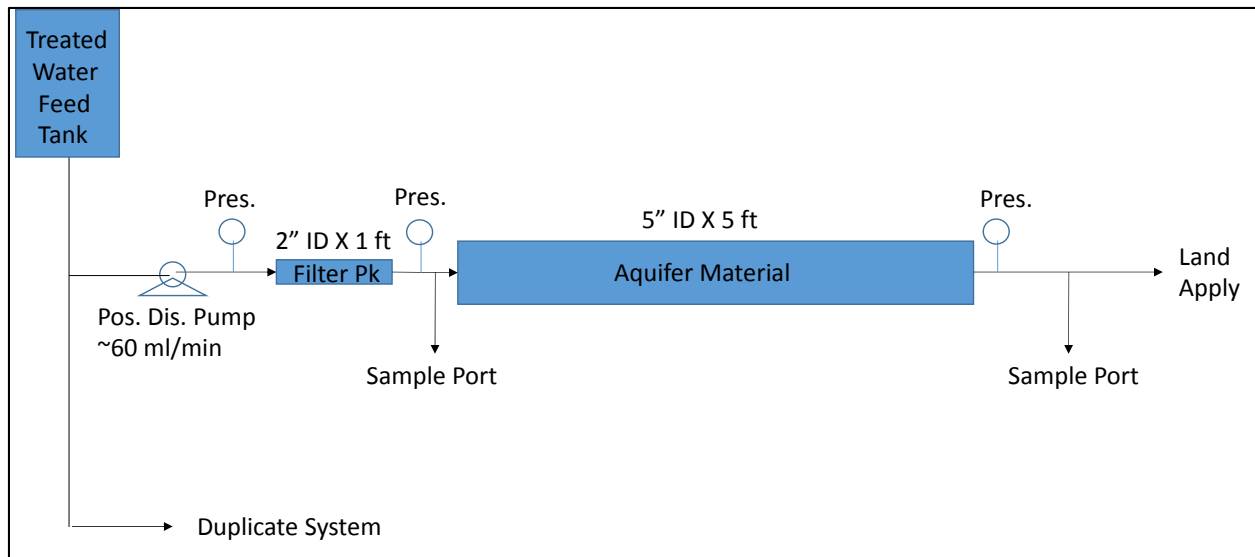 Treated
Water
Feed
Tank
Pres.
Pres.
Pres.
2” ID X 1 ft
5” ID X 5 ft
Filter Pk
Aquifer Material
Land
Apply
Pos. Dis. Pump
~60 ml/min
Sample Port
Sample Port
Duplicate System